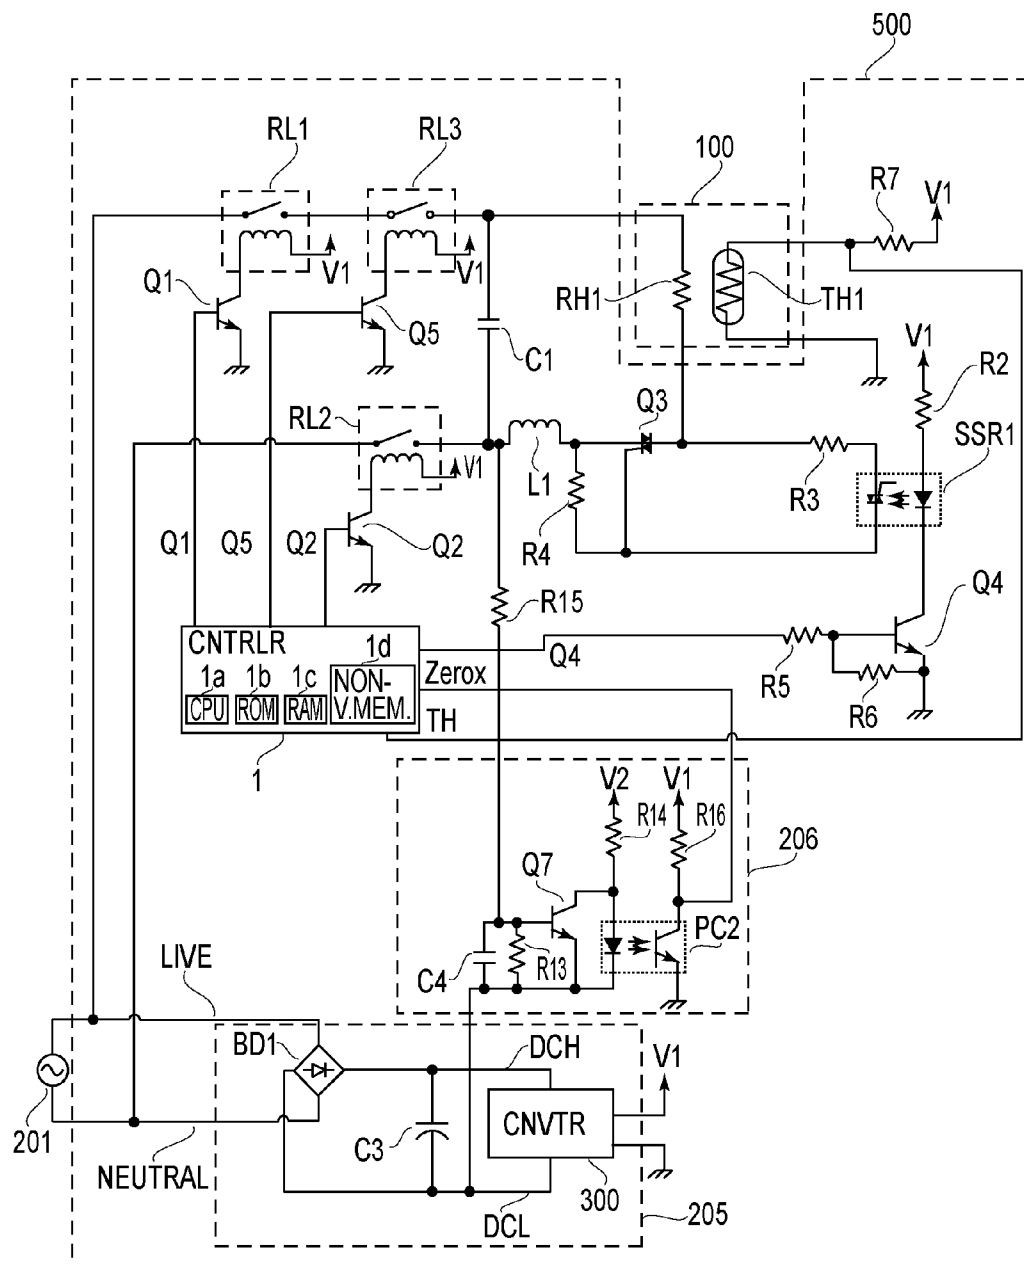 500
RL1
RL3
100
R7
V1
V1
V1
Q1
Q5
RH1
TH1
C1
V1
R2
RL2
Q3
SSR1
V1
L1
R3
R4
Q1
Q5
Q2
Q2
R15
Q4
CNTRLR
1d
Q4
1a
1b
1c
NON-
V.MEM.
Zerox
R5
CPU
ROM
RAM
TH
R6
1
V2
V1
R14
R16
206
Q7
PC2
C4
R13
LIVE
BD1
DCH
V1
201
C3
CNVTR
NEUTRAL
300
DCL
205